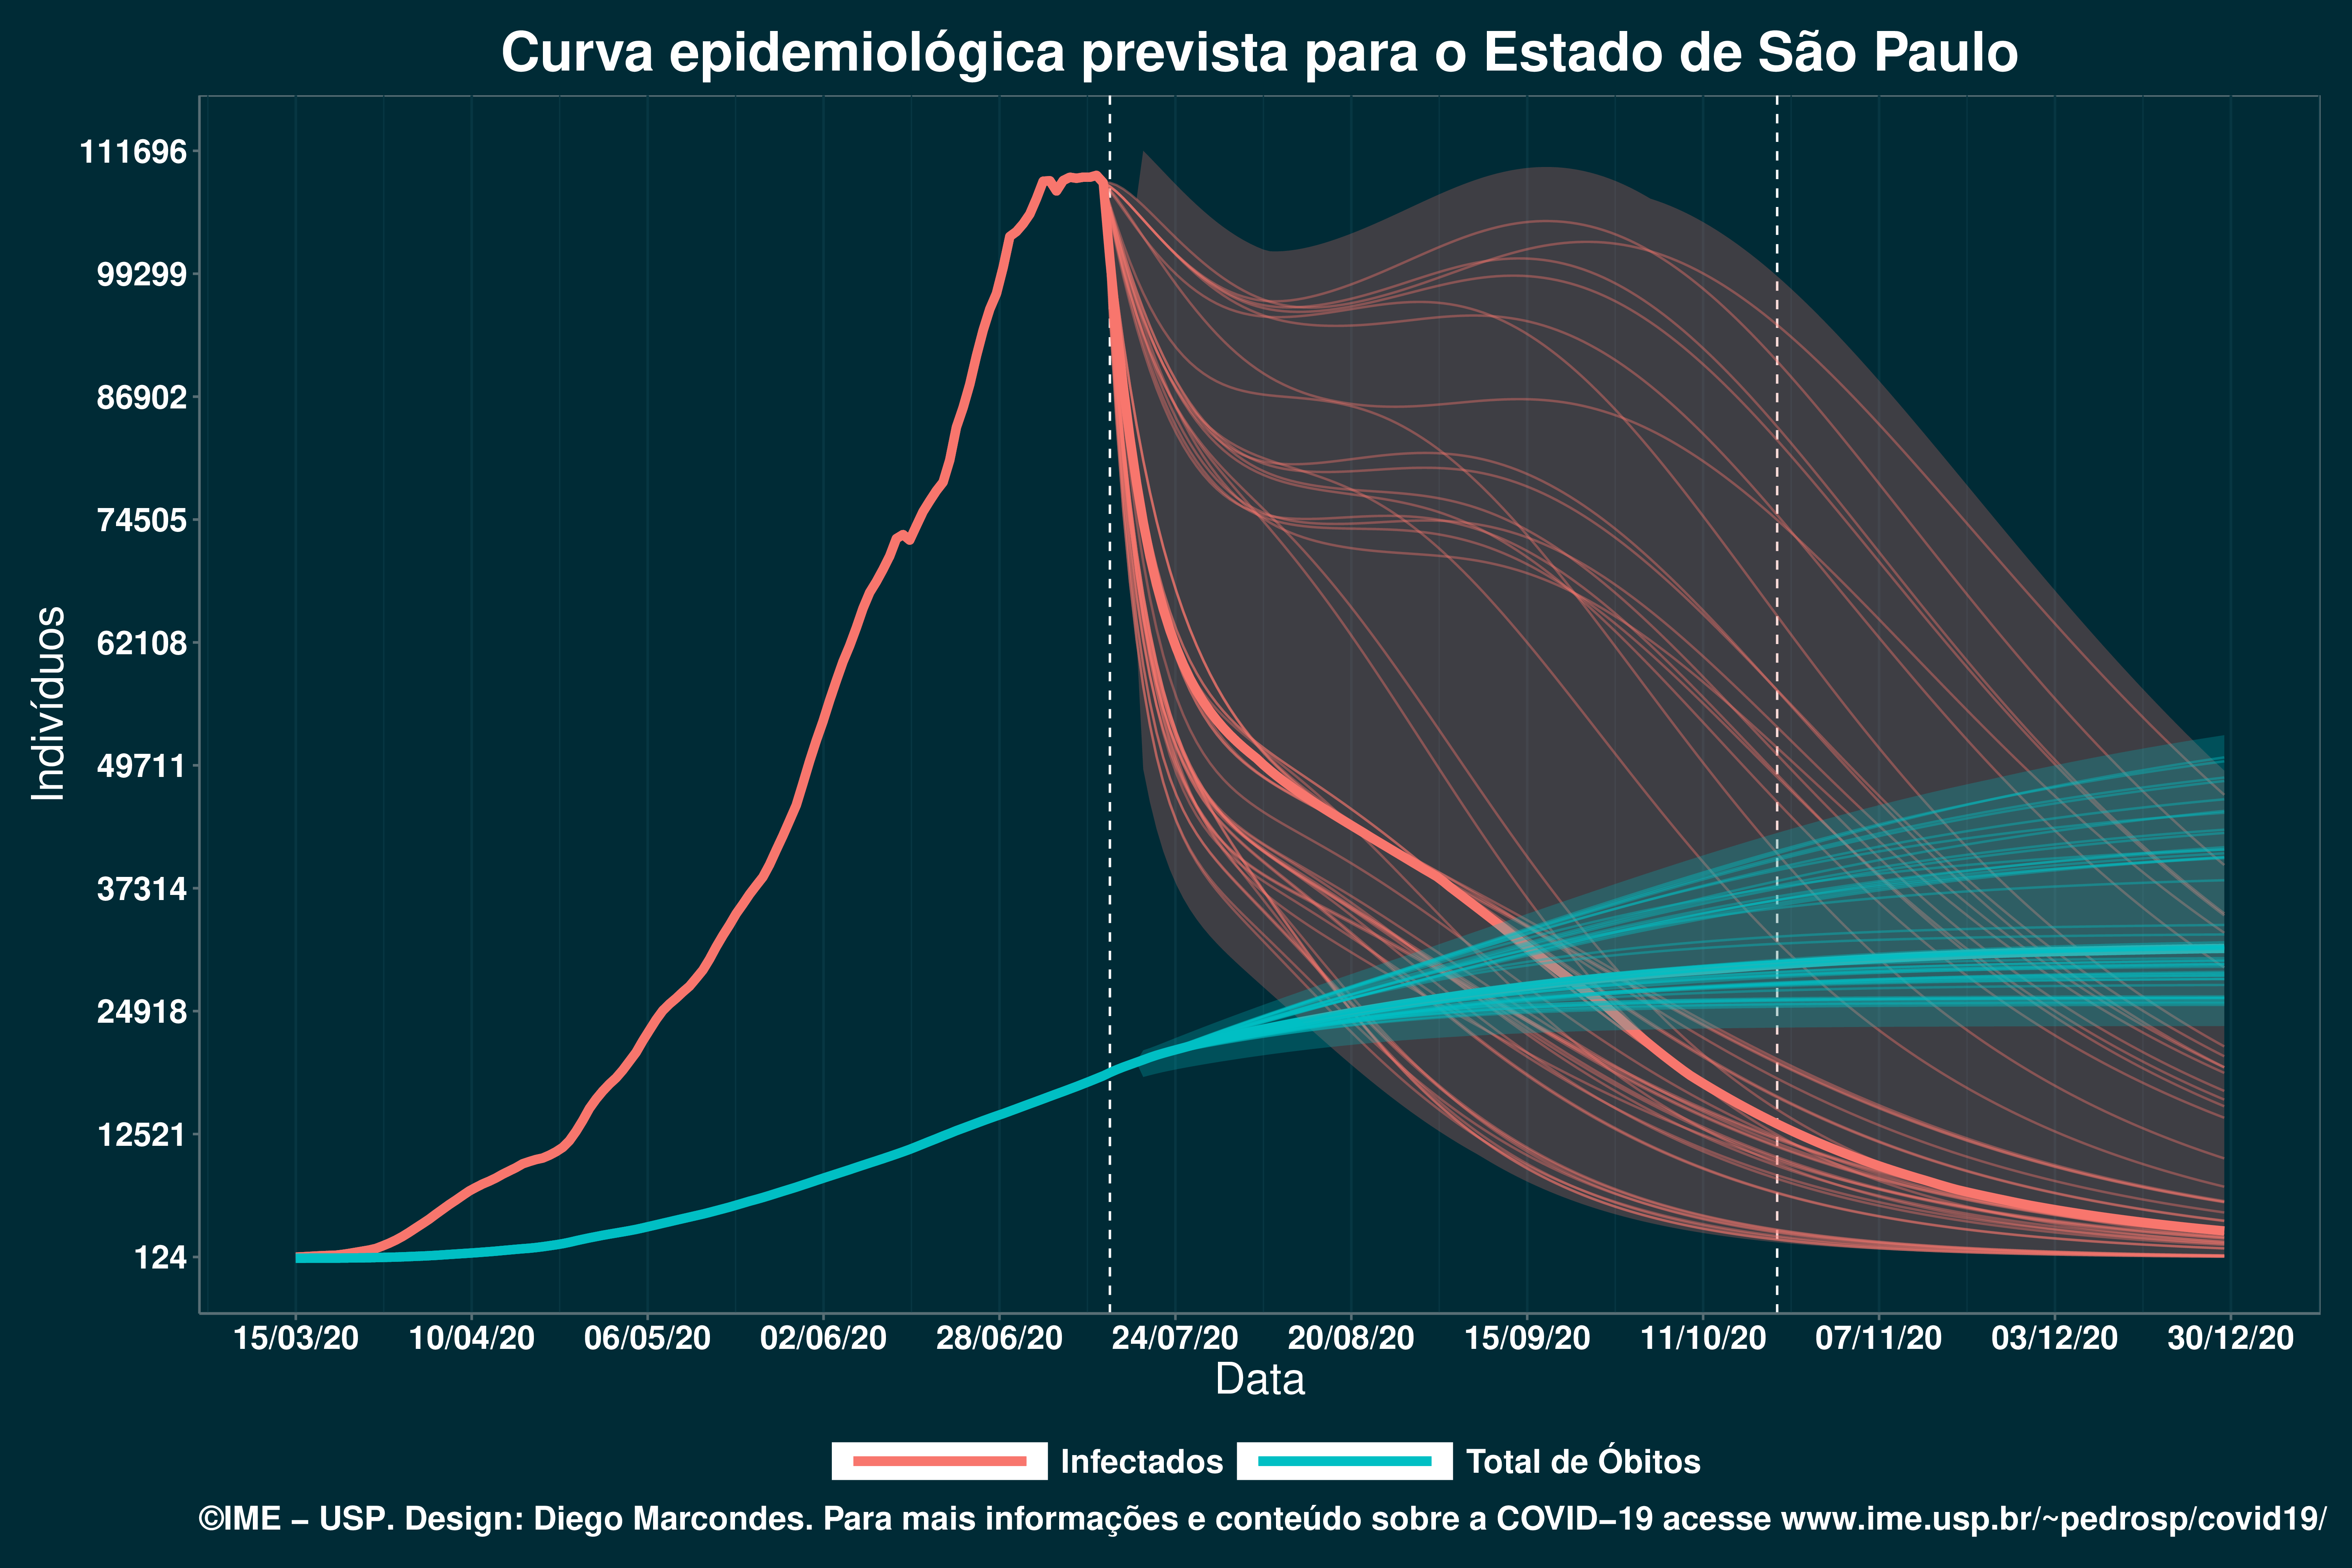 Curva epidemiológica prevista para o Estado de São Paulo
Indivíduos
111696
99299
86902
74505
62108
49711
37314
24918
12521
124
15/03/20 10/04/20 06/05/20 02/06/20 28/06/20 24/07/20 20/08/20 15/09/20 11/10/20 07/11/20 03/12/20 30/12/20
Data
Infectados Total de Óbitos
©IME – USP. Design: Diego Marcondes. Para mais informações e conteúdo sobre a COVID−19 acesse www.ime.usp.br/~pedrosp/covid19/